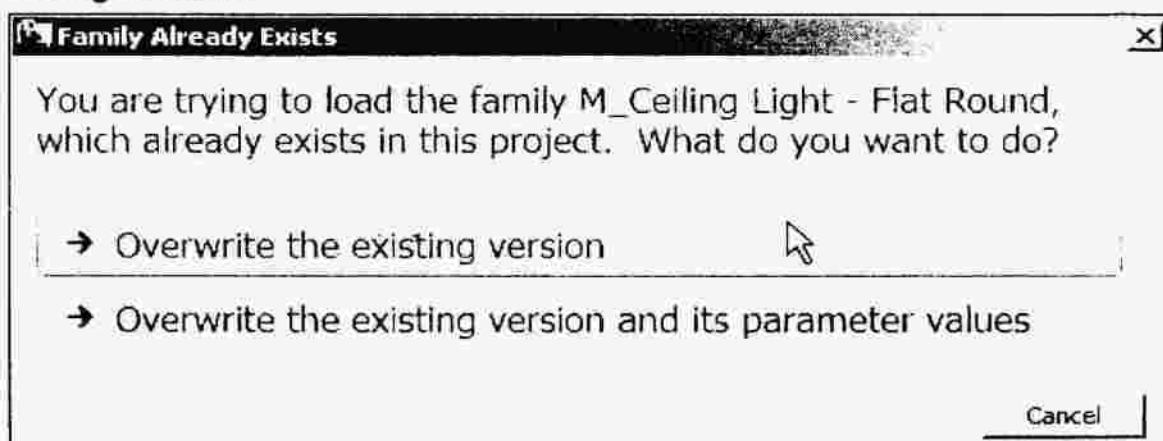 Family Already Exists
You are trying to load the family M_Ceiling Light - Flat Round,
which already exists in this project. What do you want to do?
→ Overwrite the existing version
→ Overwrite the existing version and its parameter values
Cancel